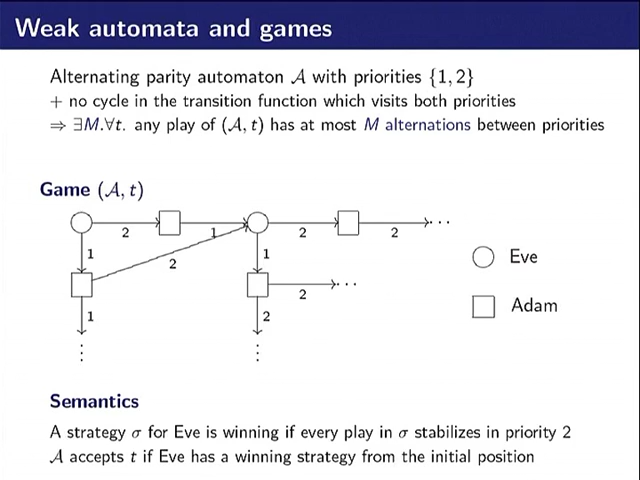 Weak automata and games
Alternating parity automaton 𝒜 with priorities {1, 2}
+ no cycle in the transition function which visits both priorities
⇒ ∃M.∀t. any play of (𝒜, t) has at most M alternations between priorities
Game (𝒜, t)
2 1 2 2 ...
1 2 1 Eve
2 ...
1 2 Adam
⋮ ⋮
Semantics
A strategy σ for Eve is winning if every play in σ stabilizes in priority 2
𝒜 accepts t if Eve has a winning strategy from the initial position